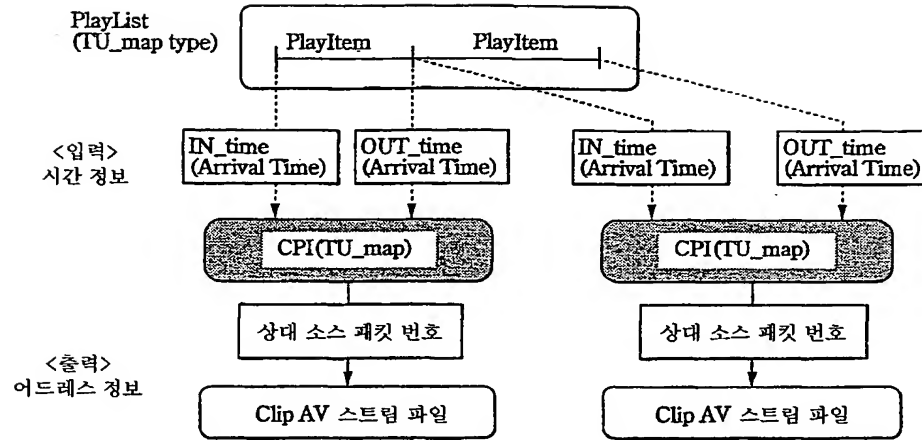 PlayList
(TU_map type)
PlayItem
PlayItem
<입력>
시간 정보
IN_time
(Arrival Time)
OUT_time
(Arrival Time)
IN_time
(Arrival Time)
OUT_time
(Arrival Time)
CPI(TU_map)
CPI(TU_map)
상대 소스 패킷 번호
상대 소스 패킷 번호
<출력>
어드레스 정보
Clip AV 스트림 파일
Clip AV 스트림 파일